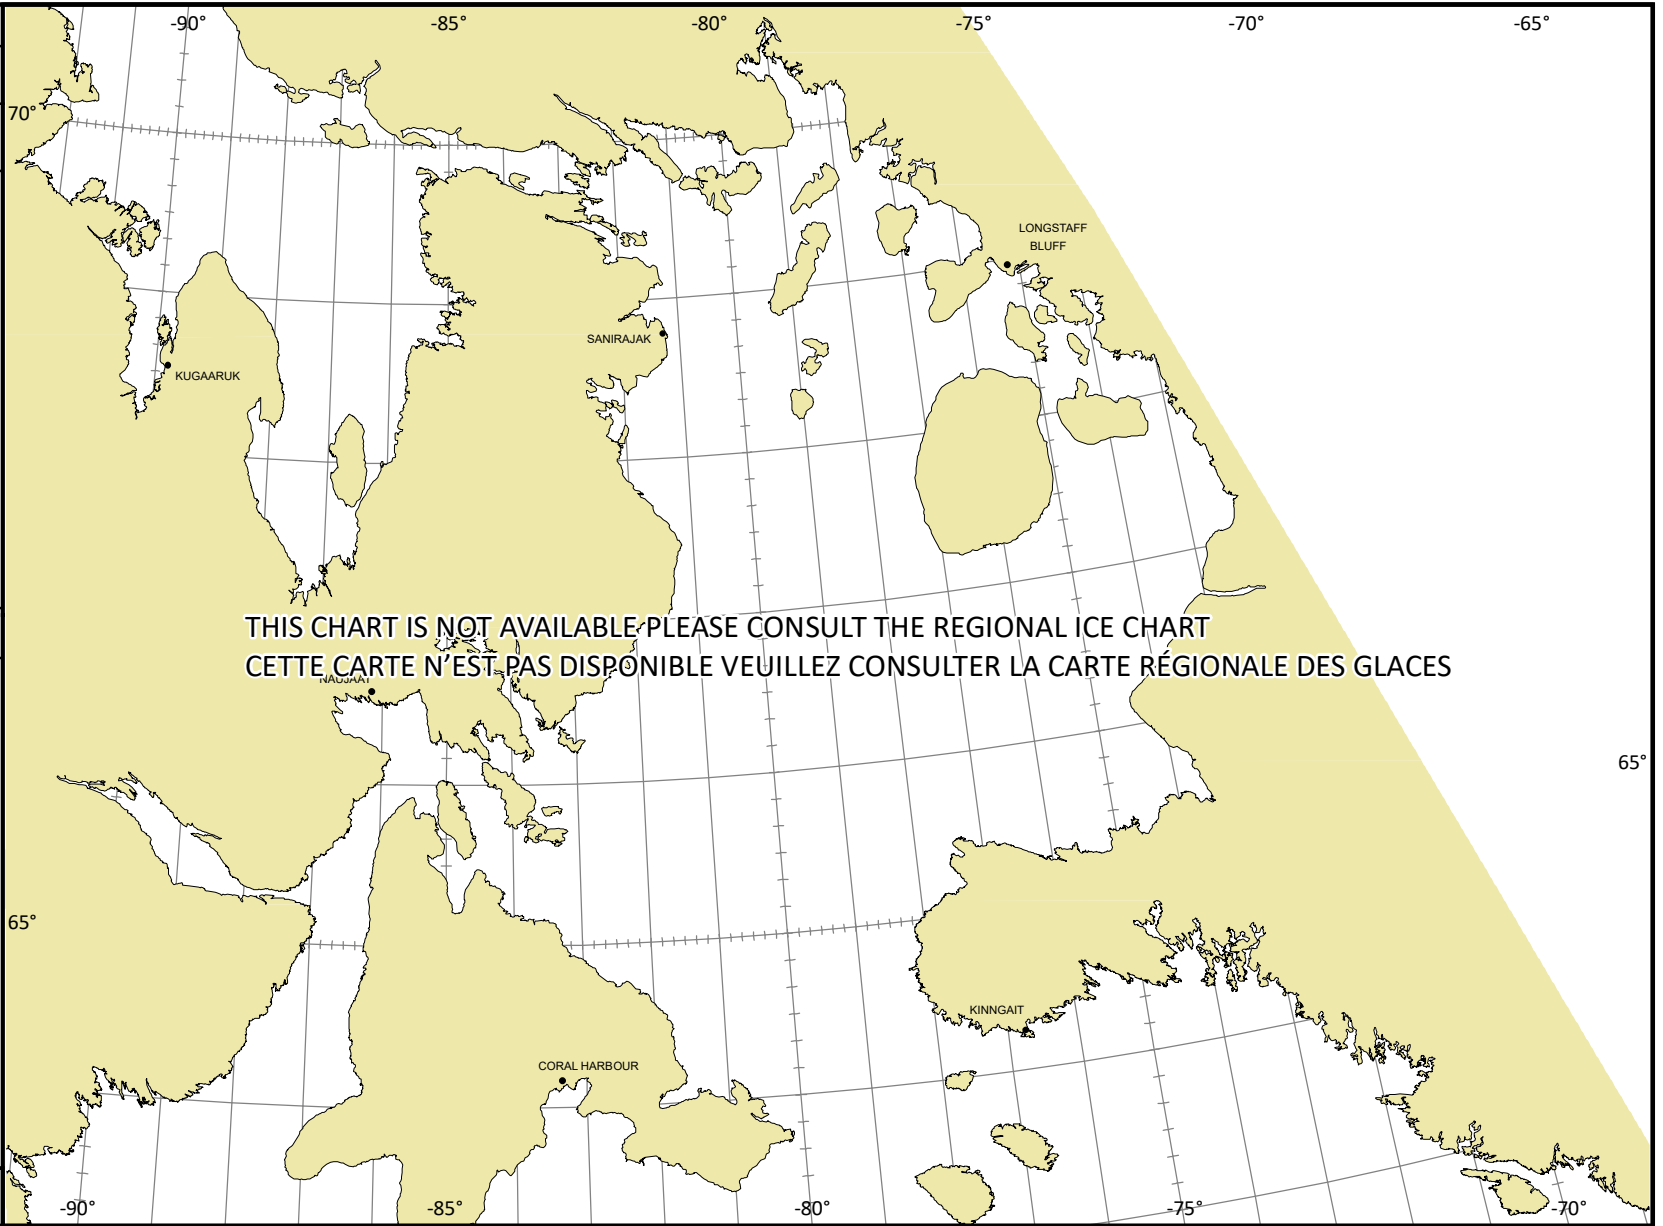 -90° -85° -80° -75° -70° -65°
70°
LONGSTAFF
BLUFF
SANIRAJAK
KUGAARUK
THIS CHART IS NOT AVAILABLE PLEASE CONSULT THE REGIONAL ICE CHART
CETTE CARTE N'EST PAS DISPONIBLE VEUILLEZ CONSULTER LA CARTE RÉGIONALE DES GLACES
NAUJAAT
65°
65°
KINNGAIT
CORAL HARBOUR
-90° -85° -80° -75° -70°